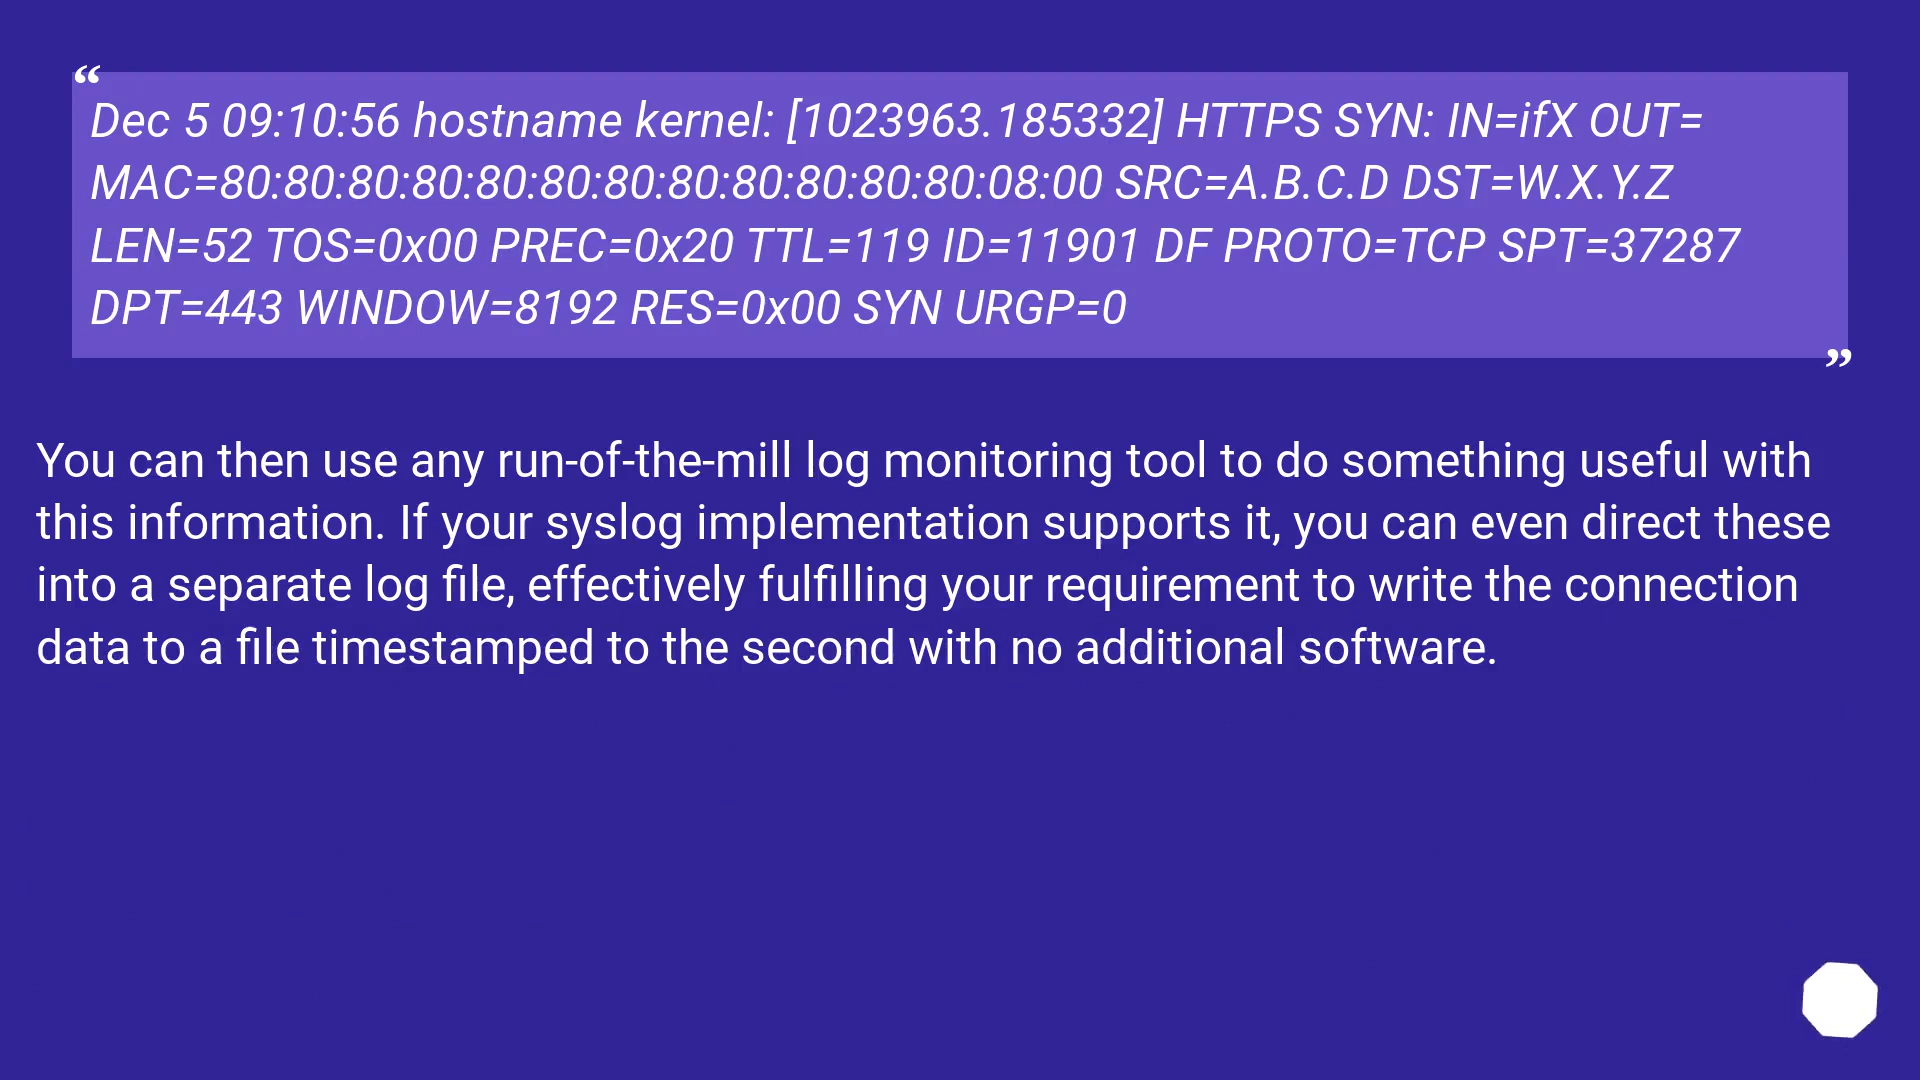 “
Dec 5 09:10:56 hostname kernel: [1023963.185332] HTTPS SYN: IN=ifX OUT=
MAC=80:80:80:80:80:80:80:80:80:80:80:80:08:00 SRC=A.B.C.D DST=W.X.Y.Z
LEN=52 TOS=0x00 PREC=0x20 TTL=119 ID=11901 DF PROTO=TCP SPT=37287
DPT=443 WINDOW=8192 RES=0x00 SYN URGP=0
”
You can then use any run-of-the-mill log monitoring tool to do something useful with
this information. If your syslog implementation supports it, you can even direct these
into a separate log file, effectively fulfilling your requirement to write the connection
data to a file timestamped to the second with no additional software.